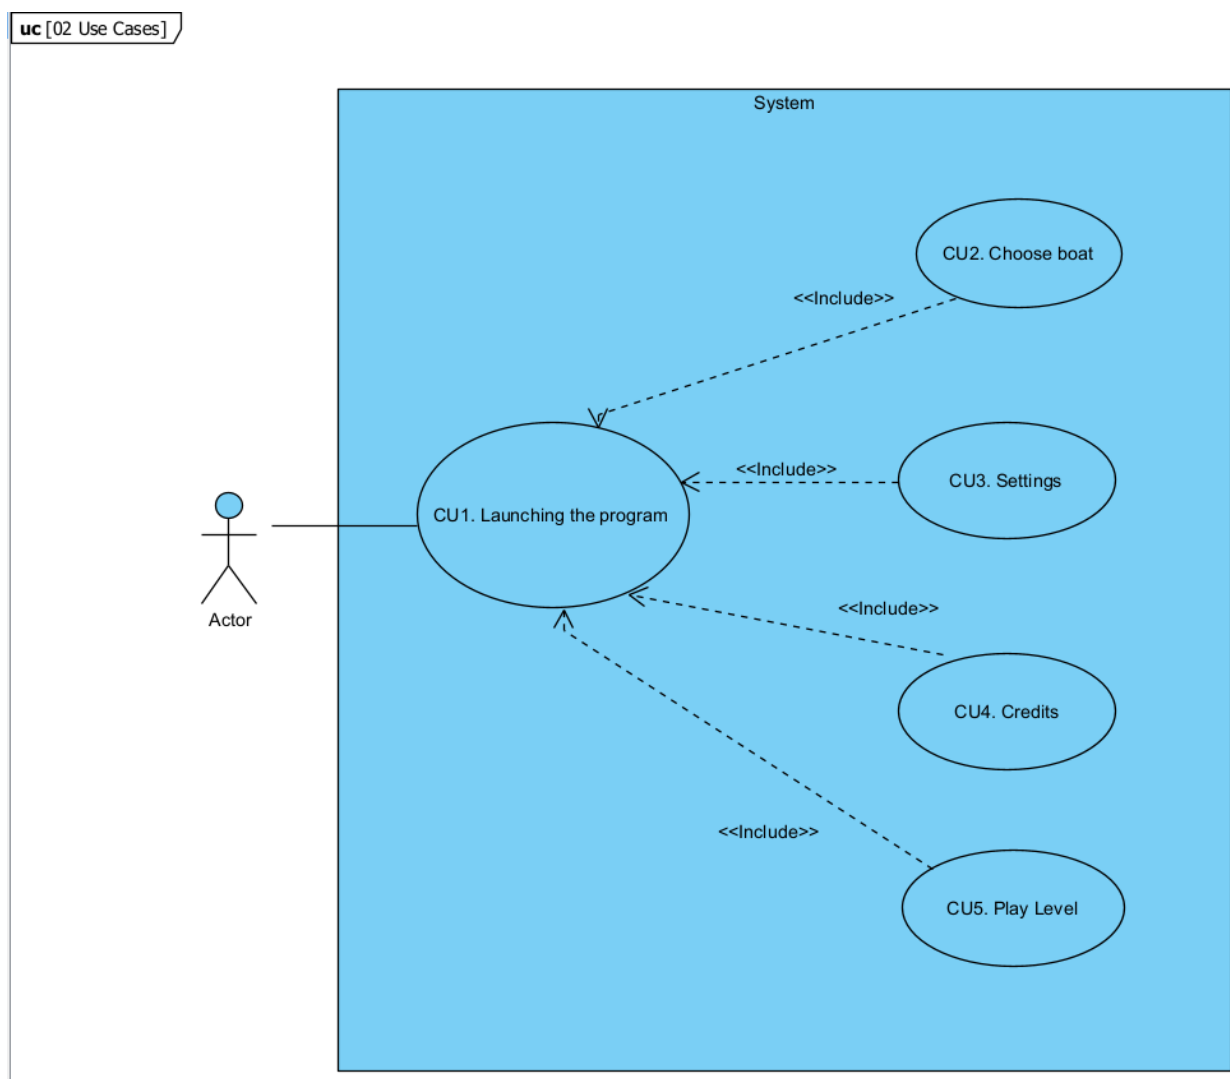 uc [02 Use Cases]
System
CU2. Choose boat
<<Include>>
<<Include>>
CU3. Settings
CU1. Launching the program
Actor
<<Include>>
CU4. Credits
<<Include>>
CU5. Play Level